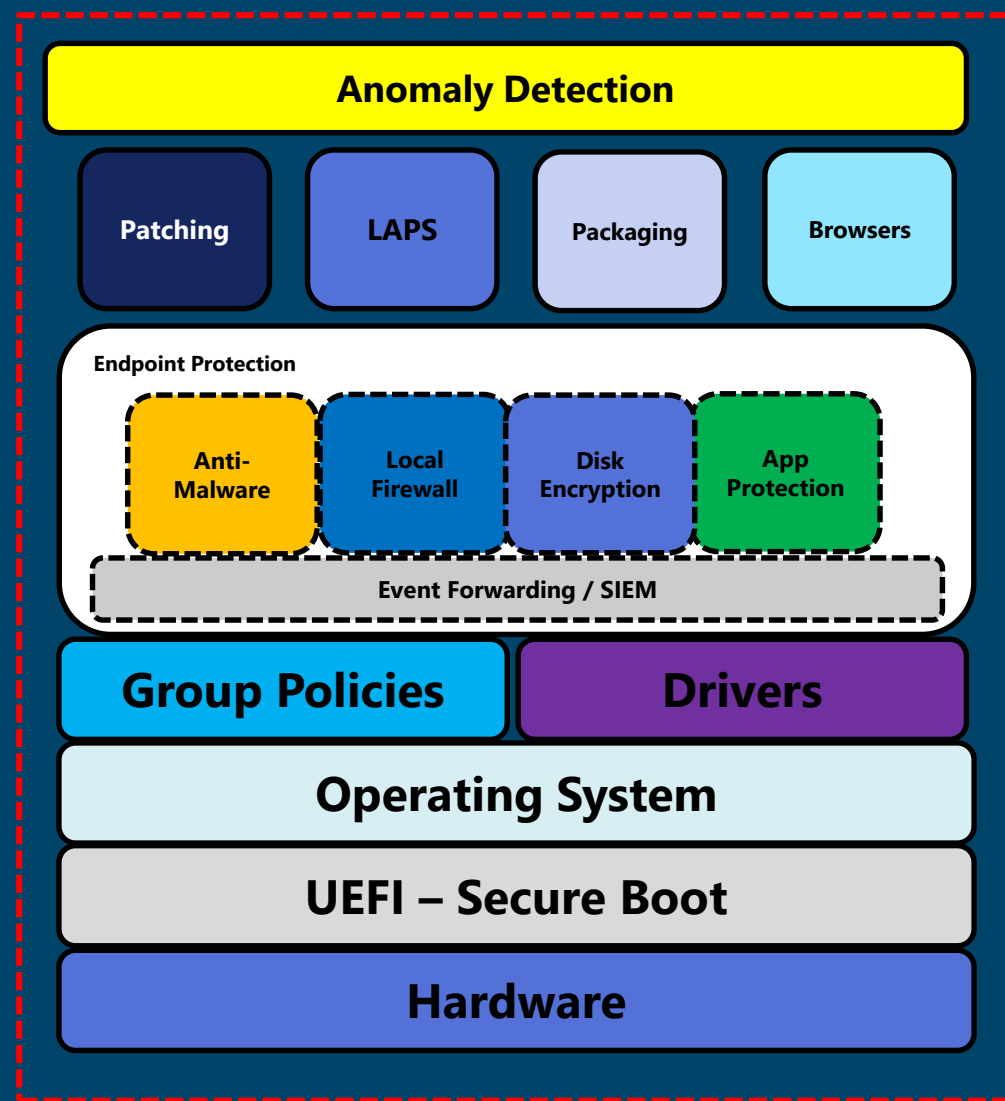 Anomaly Detection
Patching
LAPS
Packaging
Browsers
Endpoint Protection
Anti-
Malware
Local
Firewall
Disk
Encryption
App
Protection
Event Forwarding / SIEM
Group Policies
Drivers
Operating System
UEFI – Secure Boot
Hardware